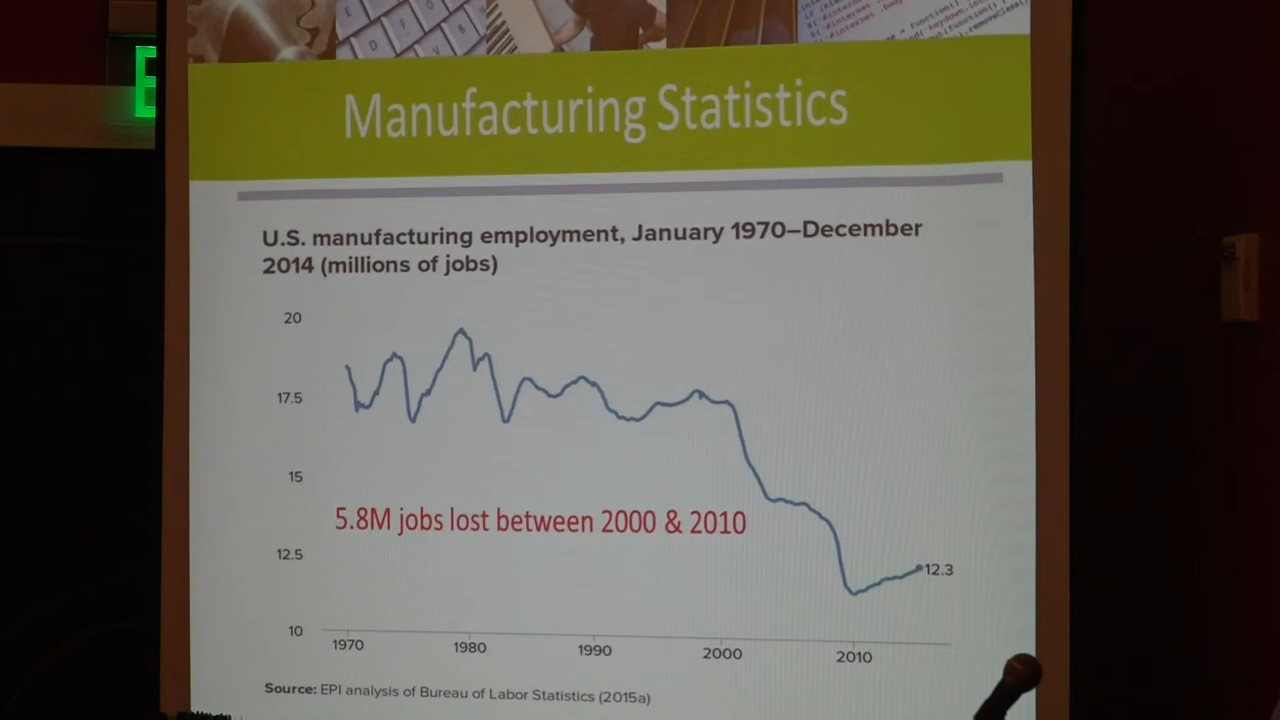 Manufacturing Statistics
U.S. manufacturing employment, January 1970–December
2014 (millions of jobs)
20
17.5
15
5.8M jobs lost between 2000 & 2010
12.5
12.3
10
1970 1980 1990 2000 2010
Source: EPI analysis of Bureau of Labor Statistics (2015a)